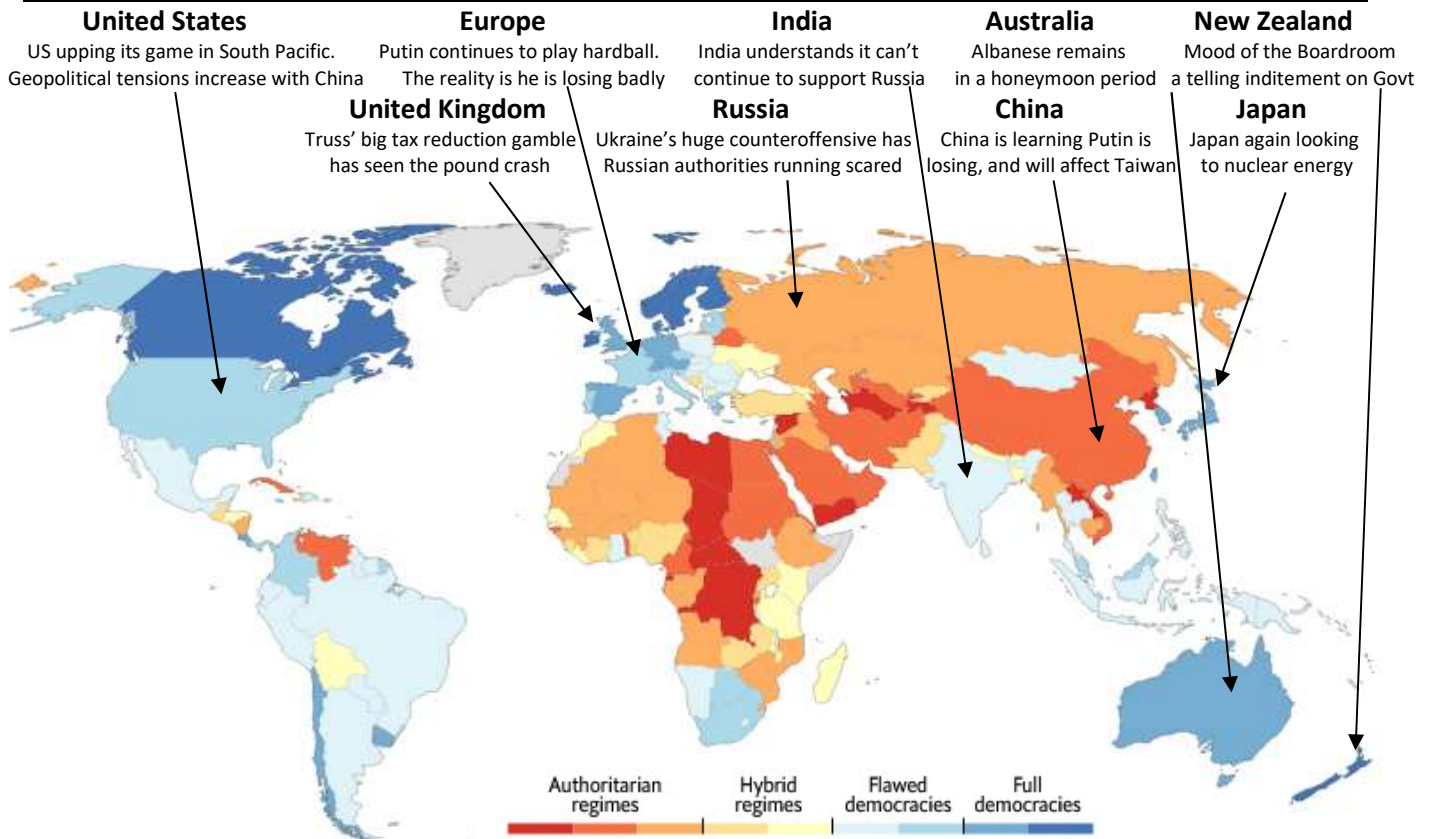 United States
US upping its game in South Pacific.
Geopolitical tensions increase with China
Europe
Putin continues to play hardball.
The reality is he is losing badly
India
India understands it can't
continue to support Russia
Australia
Albanese remains
in a honeymoon period
New Zealand
Mood of the Boardroom
a telling inditement on Govt
United Kingdom
Truss' big tax reduction gamble
has seen the pound crash
Russia
Ukraine's huge counteroffensive has
Russian authorities running scared
China
China is learning Putin is
losing, and will affect Taiwan
Japan
Japan again looking
to nuclear energy
Authoritarian
regimes
Hybrid
regimes
Flawed
democracies
Full
democracies